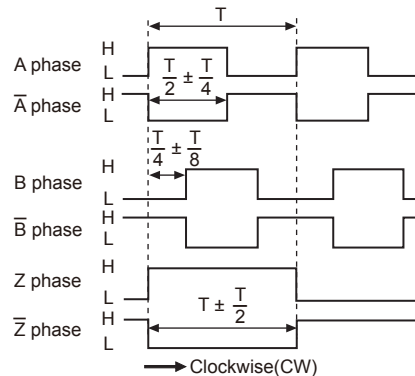 T
H
A phase
L
T/2 ± T/4
H
A̅ phase
L
T/4 ± T/8
H
B phase
L
H
B̅ phase
L
H
Z phase
L
T ± T/2
H
Z̅ phase
L
Clockwise(CW)